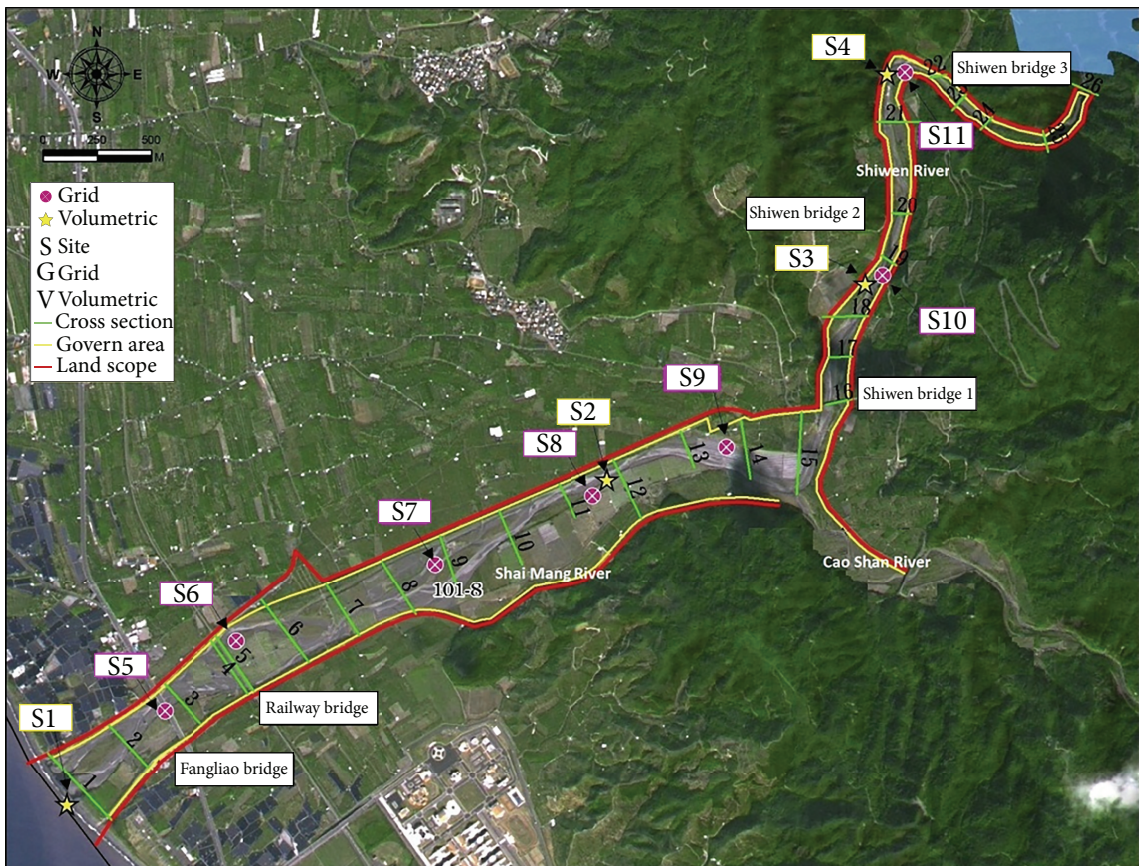 N
W E
S
0 250 500
M
Grid
Volumetric
S Site
G Grid
V Volumetric
Cross section
Govern area
Land scope
S4
22
Shiwen bridge 3
26
23
24
21
S11
Shiwen River
Shiwen bridge 2
20
S3
19
18
S10
17
S9
16
Shiwen bridge 1
S2
S8
13
14
15
12
11
S7
10
9
Shai Mang River
Cao Shan River
8
101-8
S6
7
6
5
4
S5
3
Railway bridge
S1
2
Fangliao bridge
1